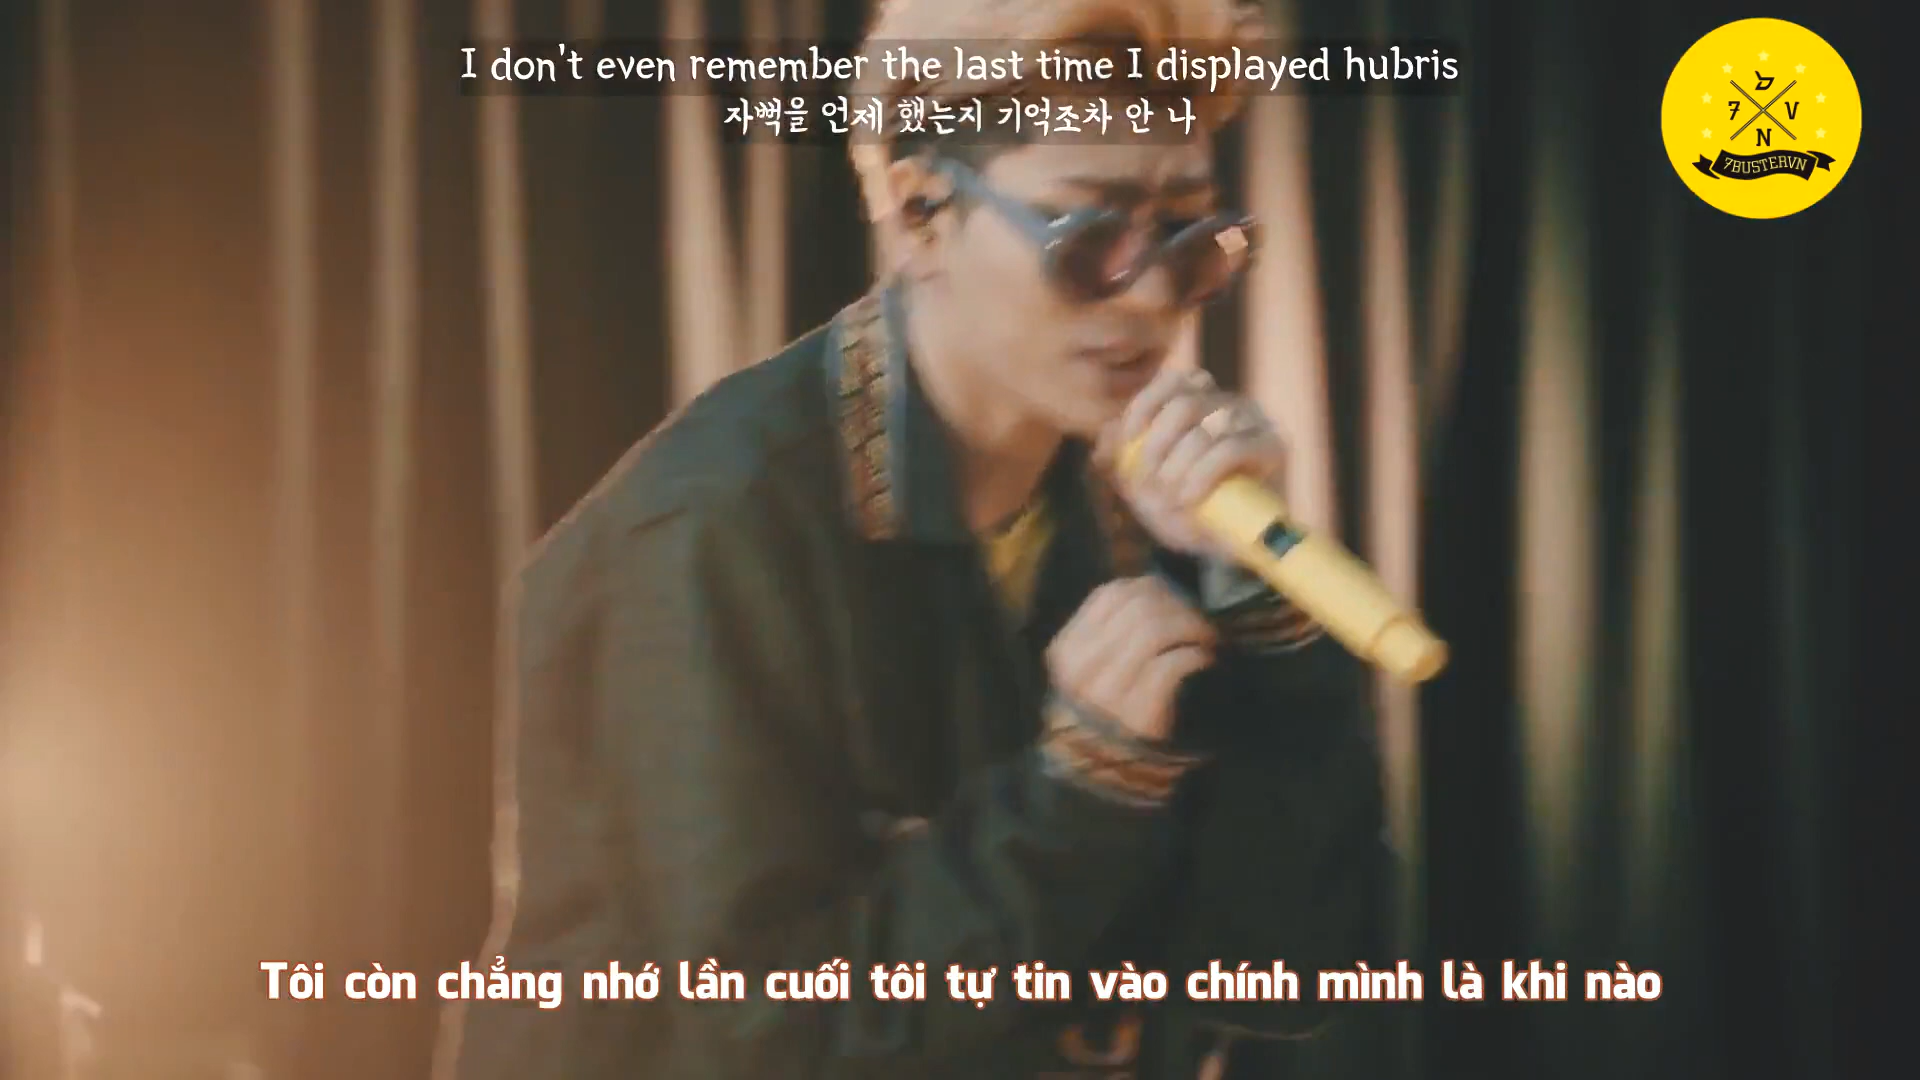 I don't even remember the last time I displayed hubris
자뻑을 언제 했는지 기억조차 안 나
7 V
N
7BUSTERVN
Tôi còn chẳng nhớ lần cuối tôi tự tin vào chính mình là khi nào